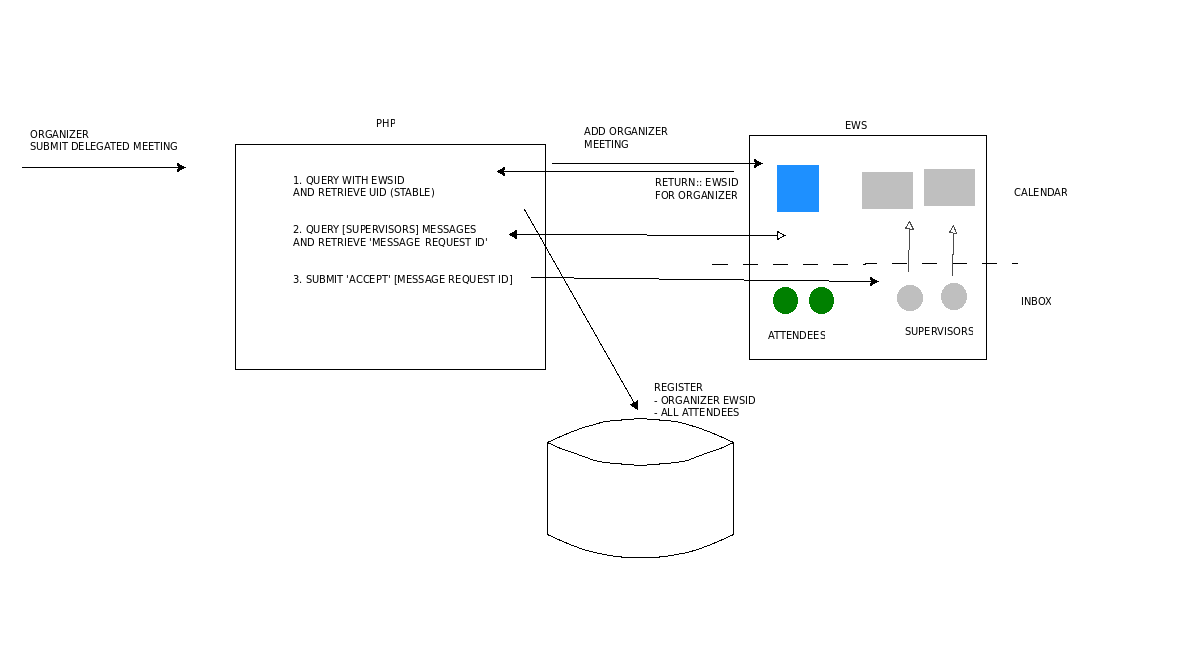 ORGANIZER
SUBMIT DELEGATED MEETING
PHP
1. QUERY WITH EWSID
AND RETRIEVE UID (STABLE)
2. QUERY [SUPERVISORS] MESSAGES
AND RETRIEVE 'MESSAGE REQUEST ID'
3. SUBMIT 'ACCEPT' [MESSAGE REQUEST ID]
ADD ORGANIZER
MEETING
RETURN:: EWSID
FOR ORGANIZER
EWS
CALENDAR
INBOX
ATTENDEES
SUPERVISORS
REGISTER
- ORGANIZER EWSID
- ALL ATTENDEES